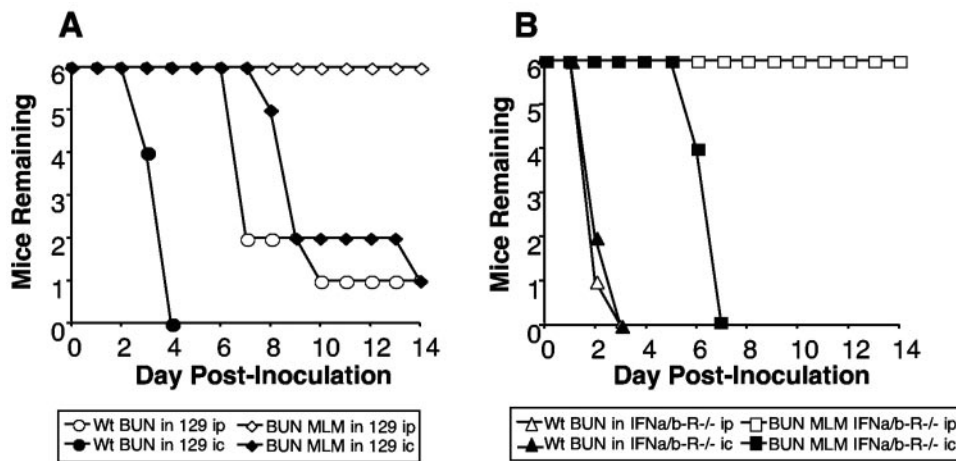 A
Mice Remaining
6
5
4
3
2
1
0
0 2 4 6 8 10 12 14
Day Post-Inoculation
Wt BUN in 129 ip BUN MLM in 129 ip
Wt BUN in 129 ic BUN MLM in 129 ic
B
Mice Remaining
6
5
4
3
2
1
0
0 2 4 6 8 10 12 14
Day Post-Inoculation
Wt BUN in IFNa/b-R-/- ip BUN MLM IFNa/b-R-/- ip
Wt BUN in IFNa/b-R-/- ic BUN MLM IFNa/b-R-/- ic